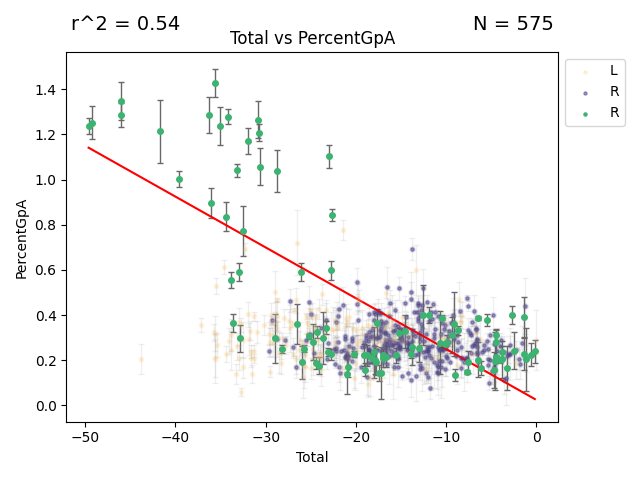 r^2 = 0.54 N = 575
Total vs PercentGpA
L
R
R
1.4
1.2
1.0
0.8
0.6
0.4
0.2
0.0
PercentGpA
−50 −40 −30 −20 −10 0
Total